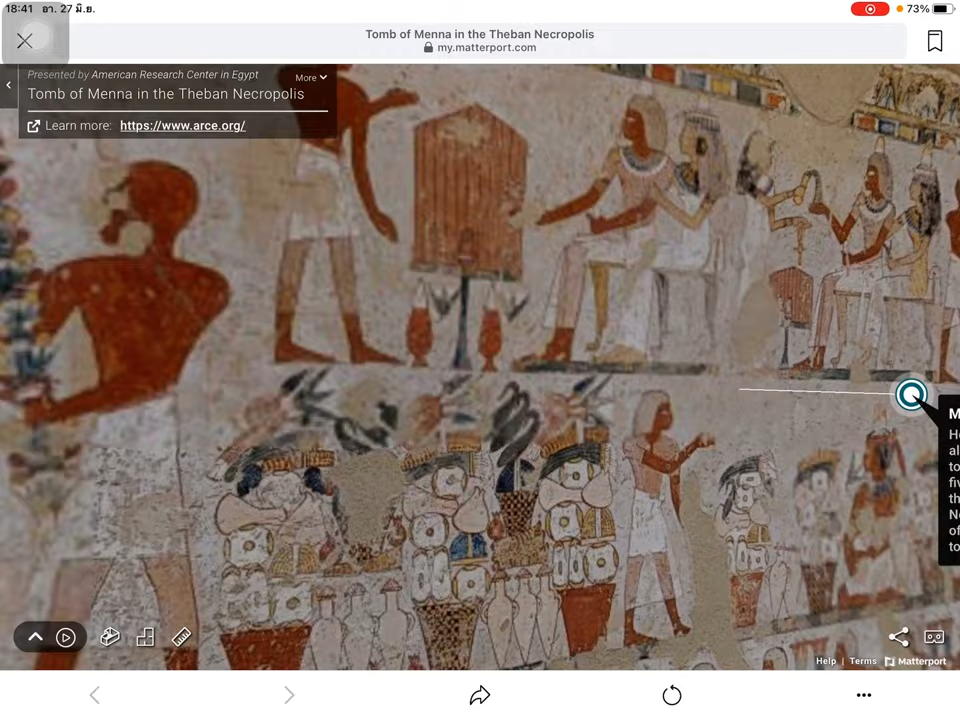 18:41 อา. 27 มิ.ย.
73%
Tomb of Menna in the Theban Necropolis
my.matterport.com
Presented by American Research Center in Egypt
More
Tomb of Menna in the Theban Necropolis
Learn more: https://www.arce.org/
Help | Terms
Matterport